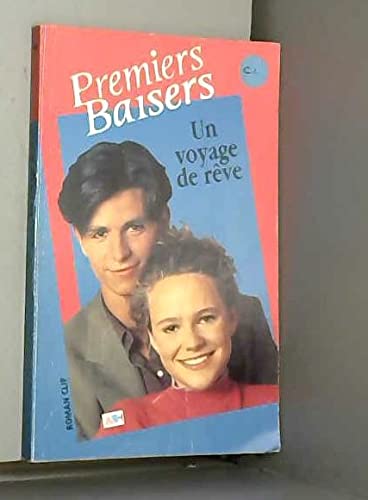 Premiers
Baisers
Un
voyage
de rêve
ROMAN CLIP